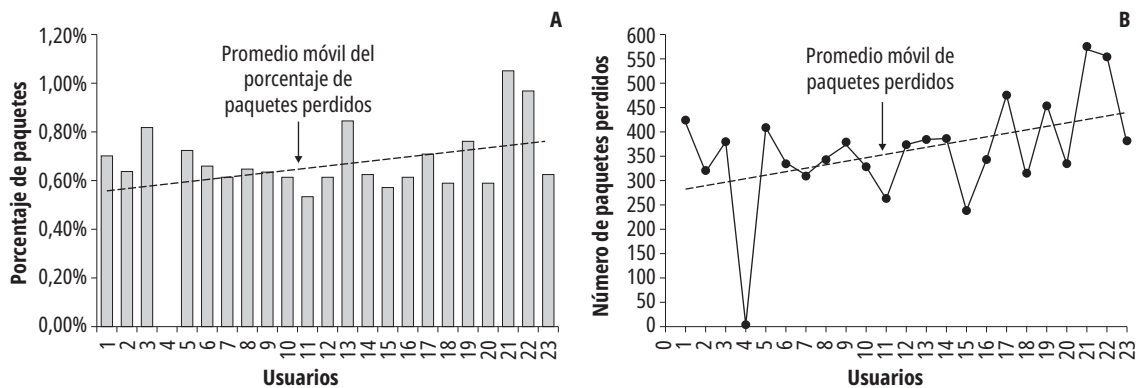 A
Porcentaje de paquetes
1,20%
1,00%
0,80%
0,60%
0,40%
0,20%
0,00%
Promedio móvil del
porcentaje de
paquetes perdidos
1 2 3 4 5 6 7 8 9 10 11 12 13 14 15 16 17 18 19 20 21 22 23
Usuarios
B
Número de paquetes perdidos
600
550
500
450
400
350
300
250
200
150
100
50
0
Promedio móvil de
paquetes perdidos
0 1 2 3 4 5 6 7 8 9 10 11 12 13 14 15 16 17 18 19 20 21 22 23
Usuarios